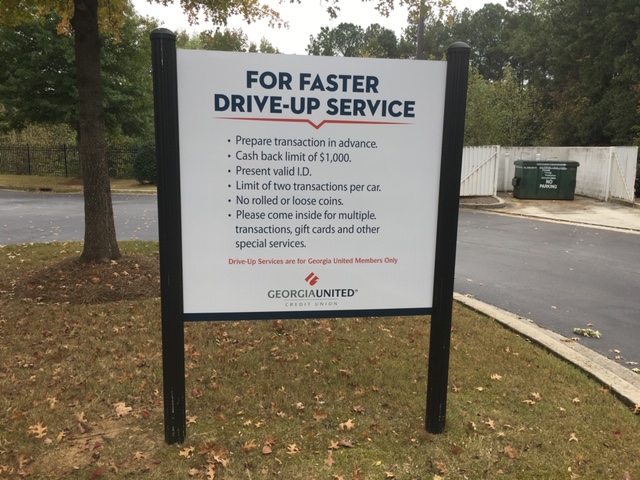 FOR FASTER
DRIVE-UP SERVICE
• Prepare transaction in advance.
• Cash back limit of $1,000.
• Present valid I.D.
• Limit of two transactions per car.
• No rolled or loose coins.
• Please come inside for multiple.
transactions, gift cards and other
special services.
Drive-Up Services are for Georgia United Members Only
GEORGIAUNITED®
CREDIT UNION
NO
PARKING